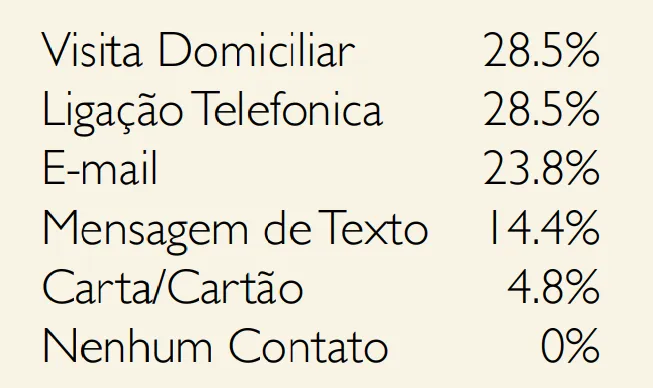 Visita Domiciliar 28.5%
Ligação Telefonica 28.5%
E-mail 23.8%
Mensagem de Texto 14.4%
Carta/Cartão 4.8%
Nenhum Contato 0%